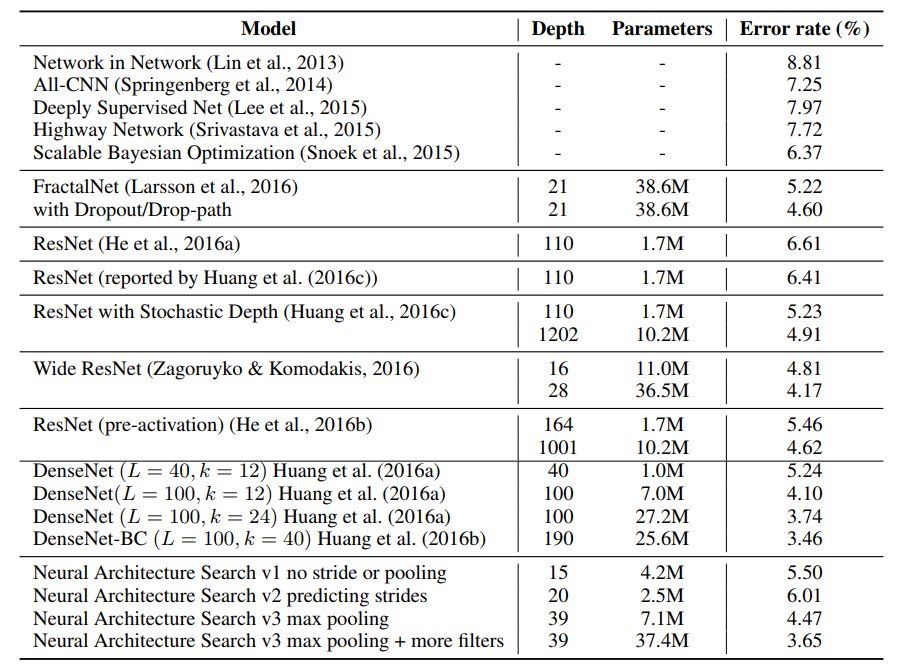 Model Depth Parameters Error rate (%)
Network in Network (Lin et al., 2013) - - 8.81
All-CNN (Springenberg et al., 2014) - - 7.25
Deeply Supervised Net (Lee et al., 2015) - - 7.97
Highway Network (Srivastava et al., 2015) - - 7.72
Scalable Bayesian Optimization (Snoek et al., 2015) - - 6.37
FractalNet (Larsson et al., 2016) 21 38.6M 5.22
with Dropout/Drop-path 21 38.6M 4.60
ResNet (He et al., 2016a) 110 1.7M 6.61
ResNet (reported by Huang et al. (2016c)) 110 1.7M 6.41
ResNet with Stochastic Depth (Huang et al., 2016c) 110 1.7M 5.23
1202 10.2M 4.91
Wide ResNet (Zagoruyko & Komodakis, 2016) 16 11.0M 4.81
28 36.5M 4.17
ResNet (pre-activation) (He et al., 2016b) 164 1.7M 5.46
1001 10.2M 4.62
DenseNet (L = 40, k = 12) Huang et al. (2016a) 40 1.0M 5.24
DenseNet(L = 100, k = 12) Huang et al. (2016a) 100 7.0M 4.10
DenseNet (L = 100, k = 24) Huang et al. (2016a) 100 27.2M 3.74
DenseNet-BC (L = 100, k = 40) Huang et al. (2016b) 190 25.6M 3.46
Neural Architecture Search v1 no stride or pooling 15 4.2M 5.50
Neural Architecture Search v2 predicting strides 20 2.5M 6.01
Neural Architecture Search v3 max pooling 39 7.1M 4.47
Neural Architecture Search v3 max pooling + more filters 39 37.4M 3.65